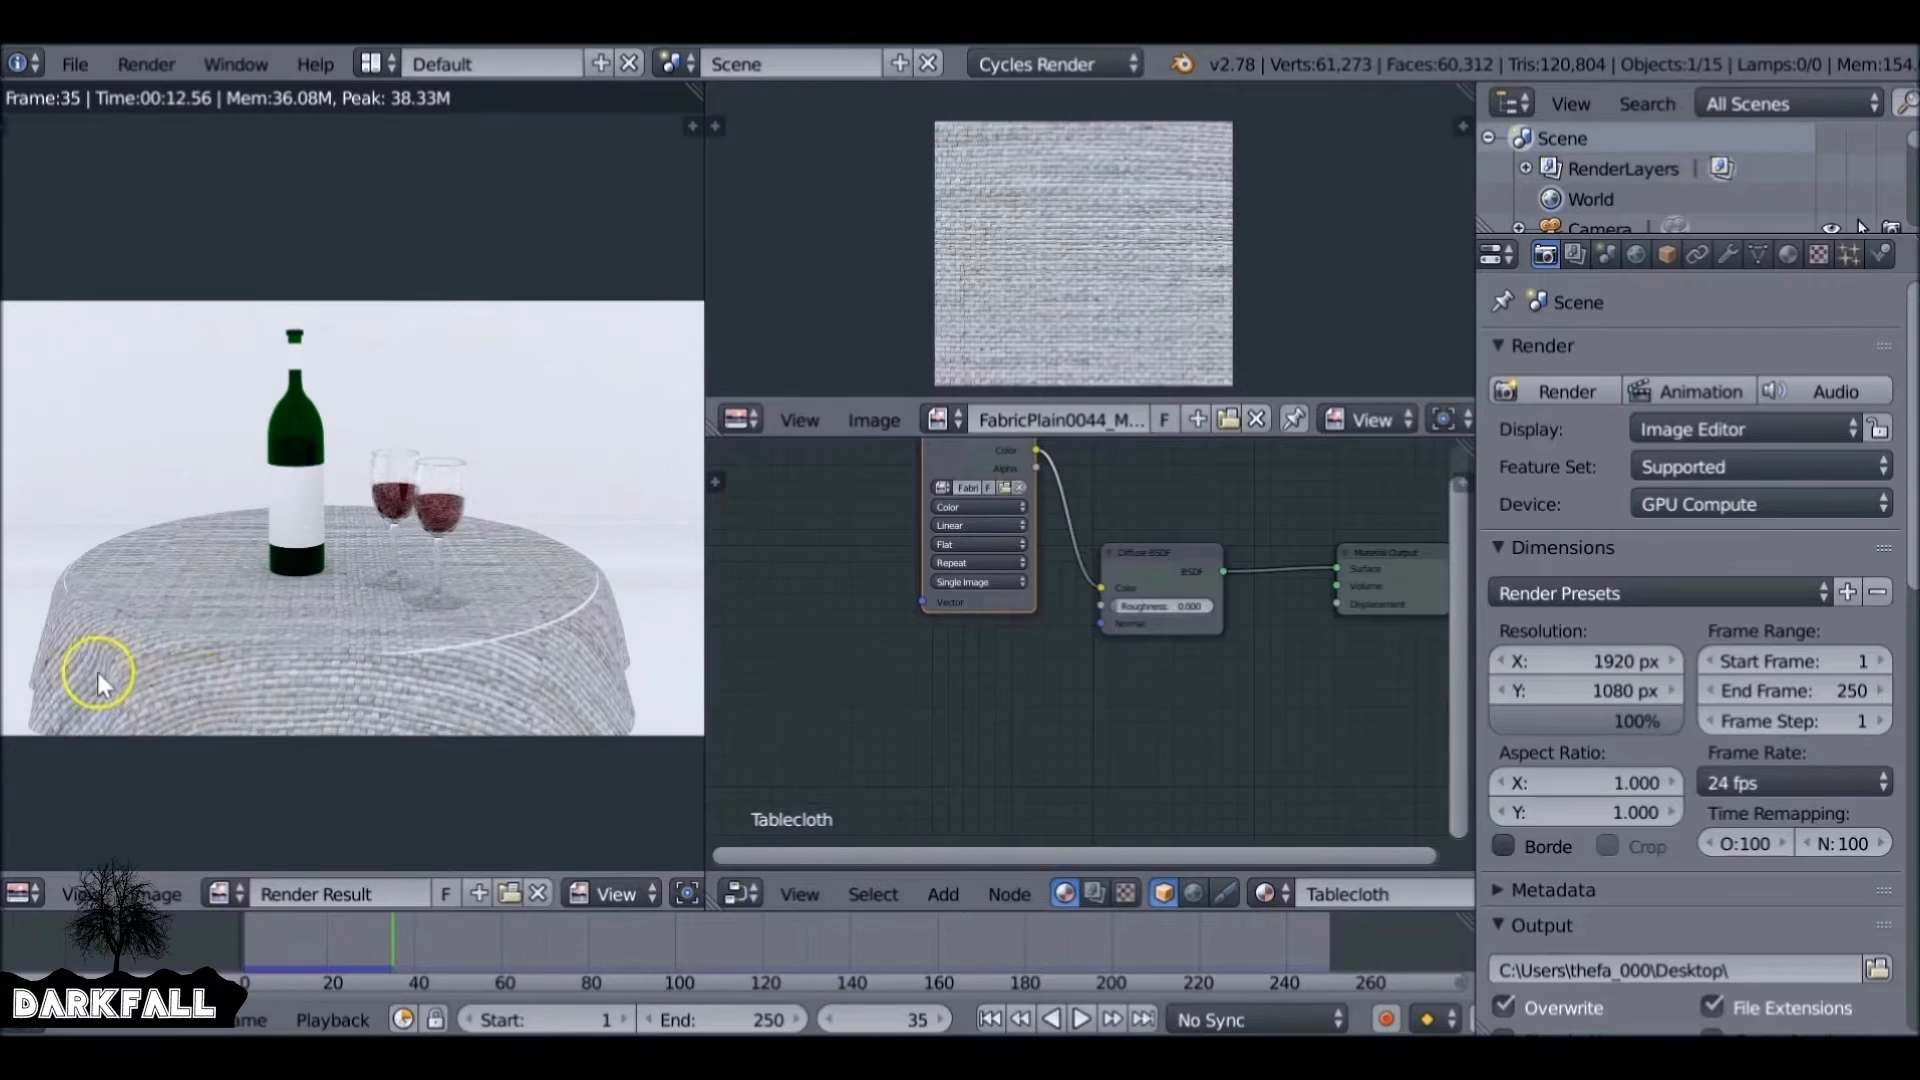 File Render Window Help Default Scene Cycles Render v2.78 | Verts:61,273 | Faces:60,312 | Tris:120,804 | Objects:1/15 | Lamps:0/0 | Mem:154.
Frame:35 | Time:00:12.56 | Mem:36.08M, Peak: 38.33M
View Search All Scenes
Scene
RenderLayers
World
Camera
Scene
Render
Render Animation Audio
Display: Image Editor
Feature Set: Supported
Device: GPU Compute
Dimensions
Render Presets
Resolution: Frame Range:
X: 1920 px Start Frame: 1
Y: 1080 px End Frame: 250
100% Frame Step: 1
Aspect Ratio: Frame Rate:
X: 1.000 24 fps
Y: 1.000 Time Remapping:
Borde Crop O:100 N: 100
Metadata
Output
C:\Users\thefa_000\Desktop\
Overwrite File Extensions
View Image FabricPlain0044_M... F View
Color
Alpha
Fabri F
Color
Linear
Flat
Repeat
Single Image
Vector
Diffuse BSDF
BSDF
Color
Roughness: 0.000
Normal
Material Output
Surface
Volume
Displacement
Tablecloth
View Select Add Node Tablecloth
Render Result F View
0 20 40 60 80 100 120 140 160 180 200 220 240 260
Playback Start: 1 End: 250 35 No Sync
DARKFALL